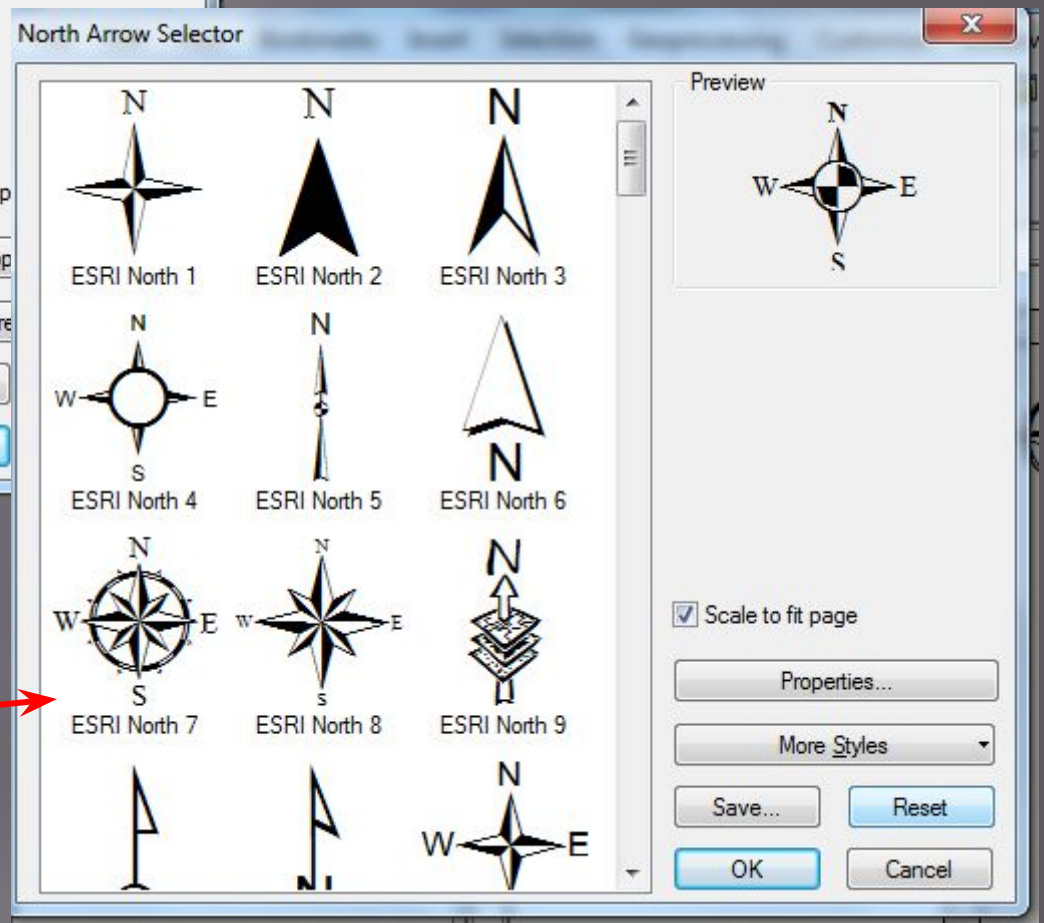 North Arrow Selector
Preview
N N N
ESRI North 1 ESRI North 2 ESRI North 3
N
W E
S
N
W E
S
ESRI North 4
N
ESRI North 5
N
ESRI North 6
N
W E
S
ESRI North 7
N
W E
S
ESRI North 8
N
ESRI North 9
N
W E
Scale to fit page
Properties...
More Styles
Save... Reset
OK Cancel